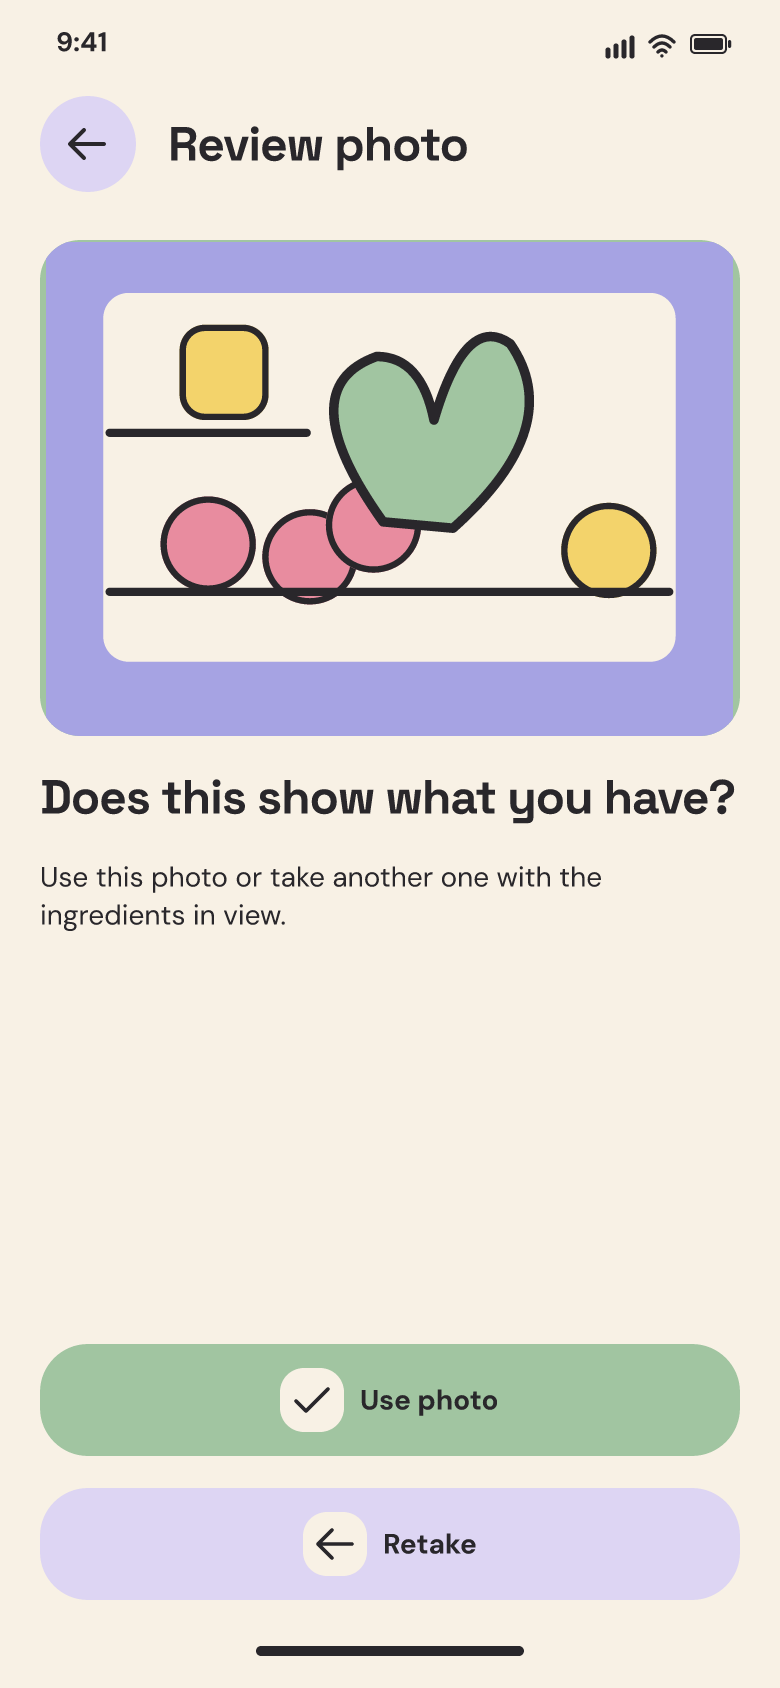 9:41
Review photo
Does this show what you have?
Use this photo or take another one with the
ingredients in view.
Use photo
Retake